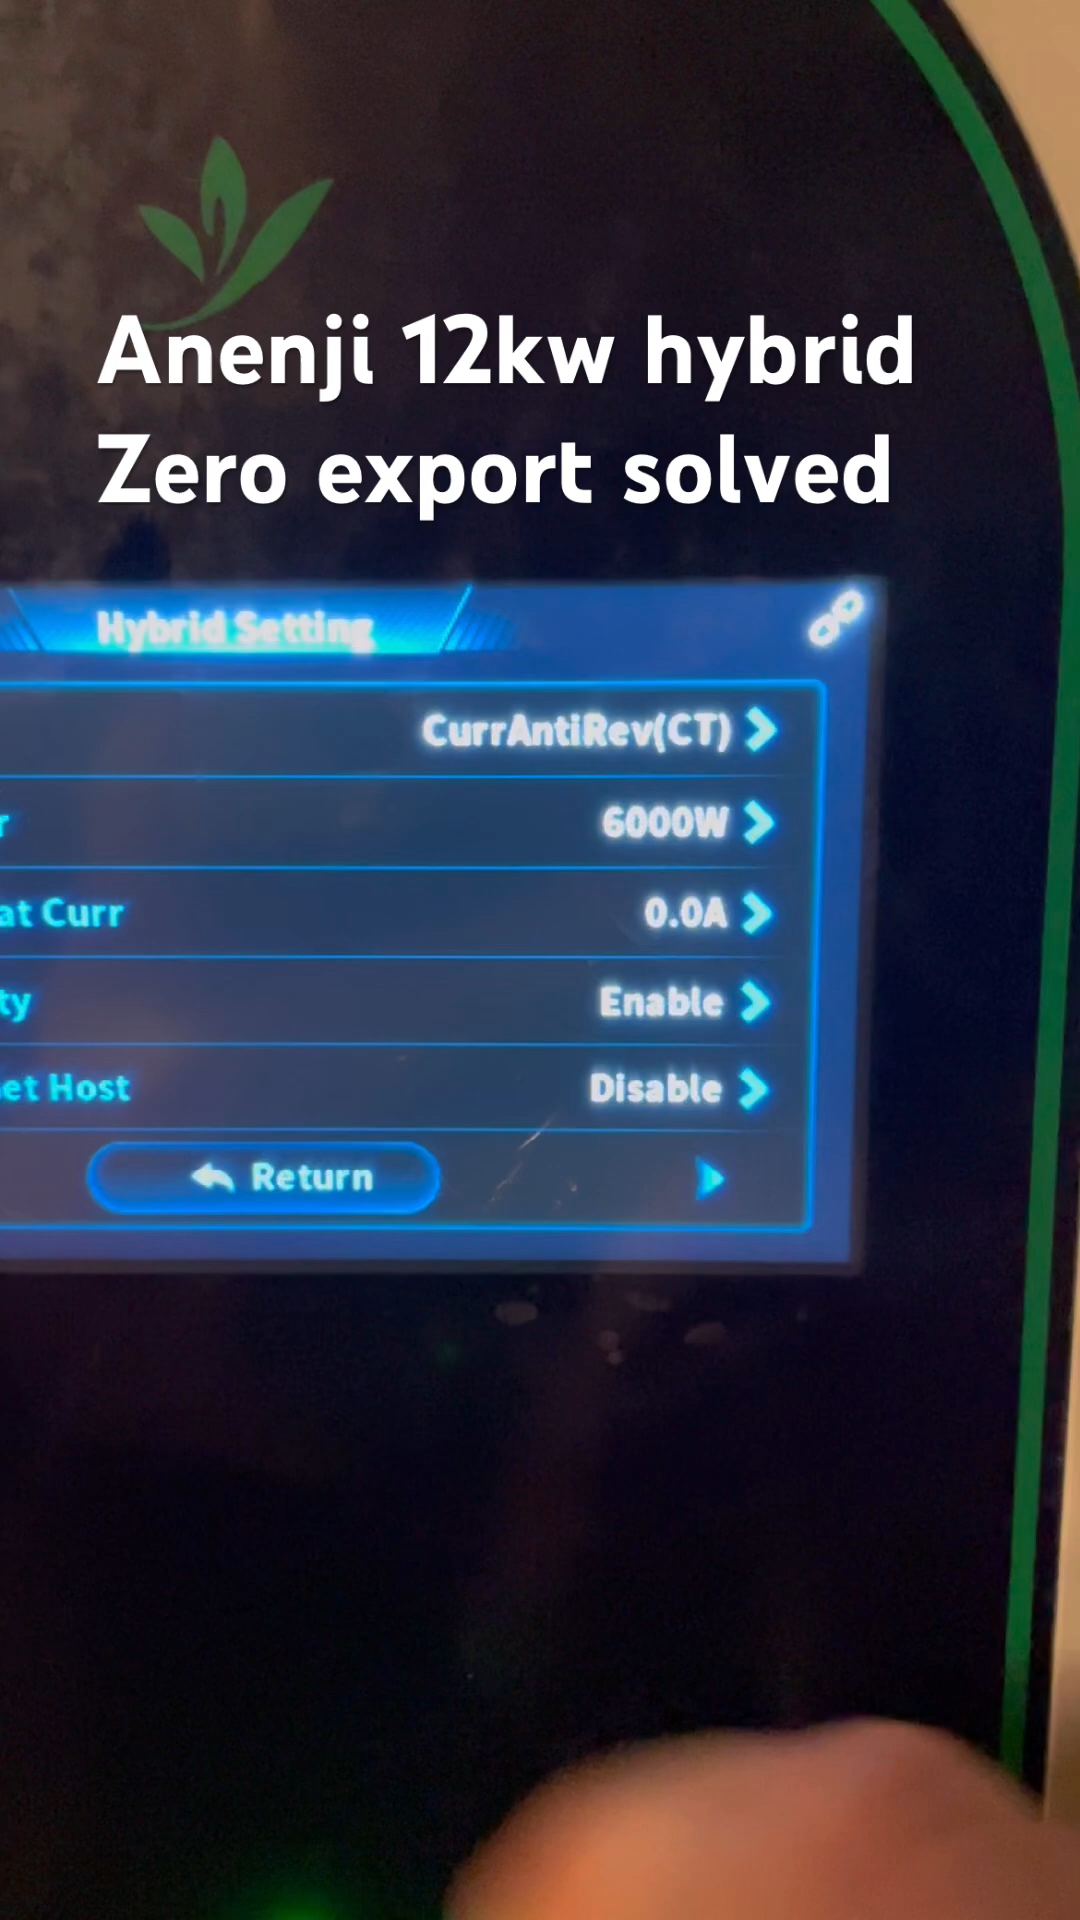 Anenji 12kw hybrid
Zero export solved
Hybrid Setting
CurrAntiRev(CT)
r 6000W
at Curr 0.0A
ty Enable
et Host Disable
Return